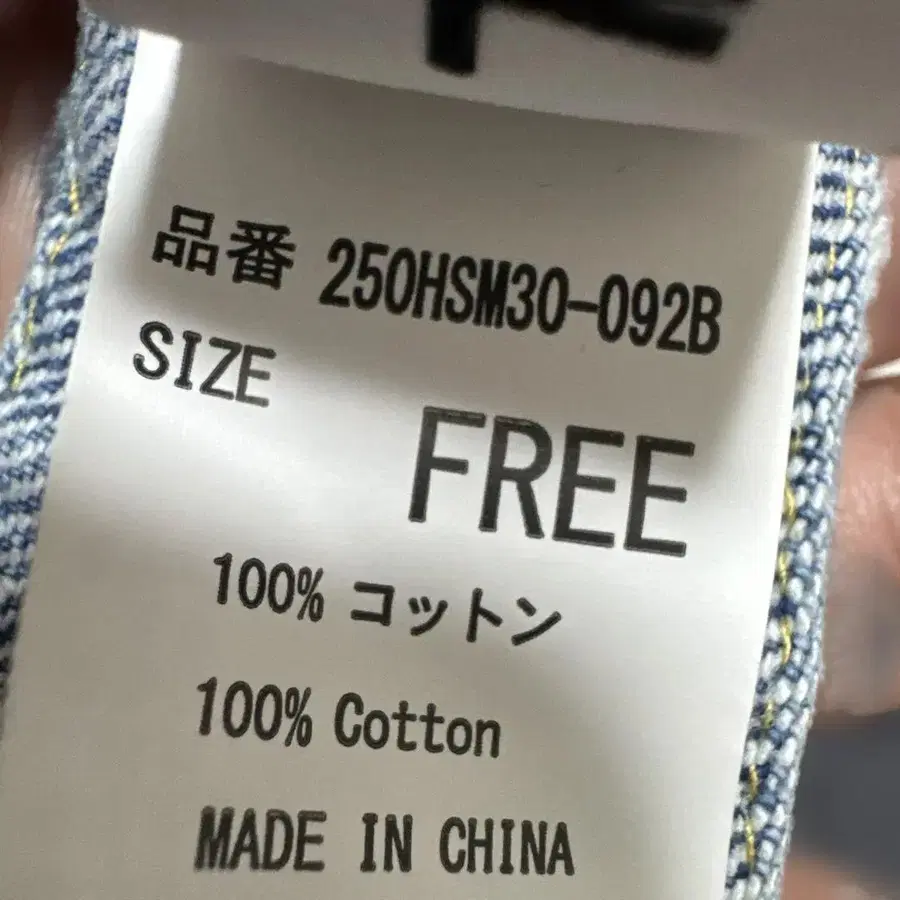 品番 250HSM30-092B
SIZE
FREE
100% コットン
100% Cotton
MADE IN CHINA